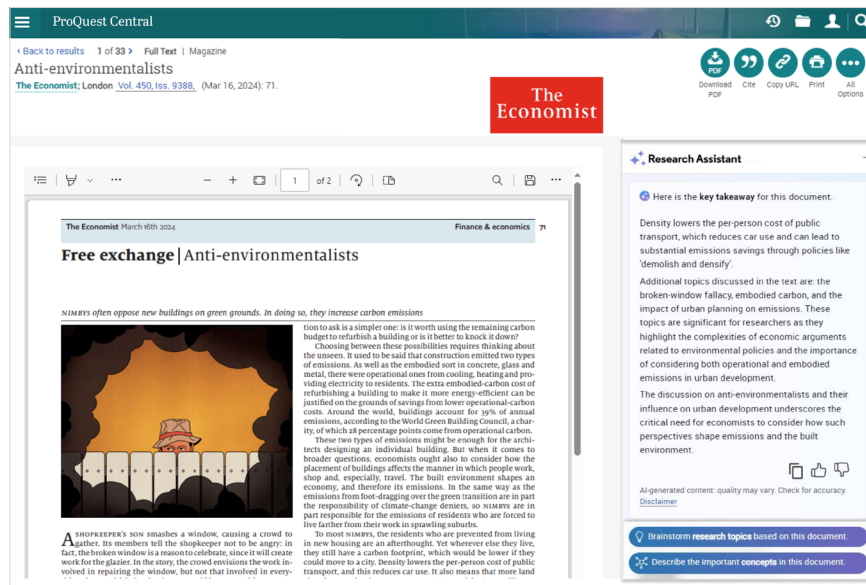 ProQuest Central
‹ Back to results 1 of 33 › Full Text | Magazine
Anti-environmentalists
The Economist; London Vol. 450, Iss. 9388, (Mar 16, 2024): 71.
PDF
Download PDF
Cite
Copy URL
Print
All Options
The
Economist
1 of 2
The Economist March 16th 2024 Finance & economics 71
Free exchange | Anti-environmentalists
NIMBYS often oppose new buildings on green grounds. In doing so, they increase carbon emissions
A SHOPKEEPER'S SON smashes a window, causing a crowd to
gather. Its members tell the shopkeeper not to be angry: in
fact, the broken window is a reason to celebrate, since it will create
work for the glazier. In the story, the crowd envisions the work in-
volved in repairing the window, but not that involved in every-
tion to ask is a simpler one: is it worth using the remaining carbon
budget to refurbish a building or is it better to knock it down?
Choosing between these possibilities requires thinking about
the unseen. It used to be said that construction emitted two types
of emissions. As well as the embodied sort in concrete, glass and
metal, there were operational ones from cooling, heating and pro-
viding electricity to residents. The extra embodied-carbon cost of
refurbishing a building to make it more energy-efficient can be
justified on the grounds of savings from lower operational-carbon
costs. Around the world, buildings account for 39% of annual
emissions, according to the World Green Building Council, a char-
ity, of which 28 percentage points come from operational carbon.
These two types of emissions might be enough for the archi-
tects designing an individual building. But when it comes to
broader questions, economists ought also to consider how the
placement of buildings affects the manner in which people work,
shop and, especially, travel. The built environment shapes an
economy, and therefore its emissions. In the same way as the
emissions from foot-dragging over the green transition are in part
the responsibility of climate-change deniers, so NIMBYS are in
part responsible for the emissions of residents who are forced to
live farther from their work in sprawling suburbs.
To most NIMBYS, the residents who are prevented from living
in new housing are an afterthought. Yet wherever else they live,
they still have a carbon footprint, which would be lower if they
could move to a city. Density lowers the per-person cost of public
transport, and this reduces car use. It also means that more land
Research Assistant
Here is the key takeaway for this document.
Density lowers the per-person cost of public
transport, which reduces car use and can lead to
substantial emissions savings through policies like
'demolish and densify'.
Additional topics discussed in the text are: the
broken-window fallacy, embodied carbon, and the
impact of urban planning on emissions. These
topics are significant for researchers as they
highlight the complexities of economic arguments
related to environmental policies and the importance
of considering both operational and embodied
emissions in urban development.
The discussion on anti-environmentalists and their
influence on urban development underscores the
critical need for economists to consider how such
perspectives shape emissions and the built
environment.
AI-generated content: quality may vary. Check for accuracy.
Disclaimer
Brainstorm research topics based on this document.
Describe the important concepts in this document.